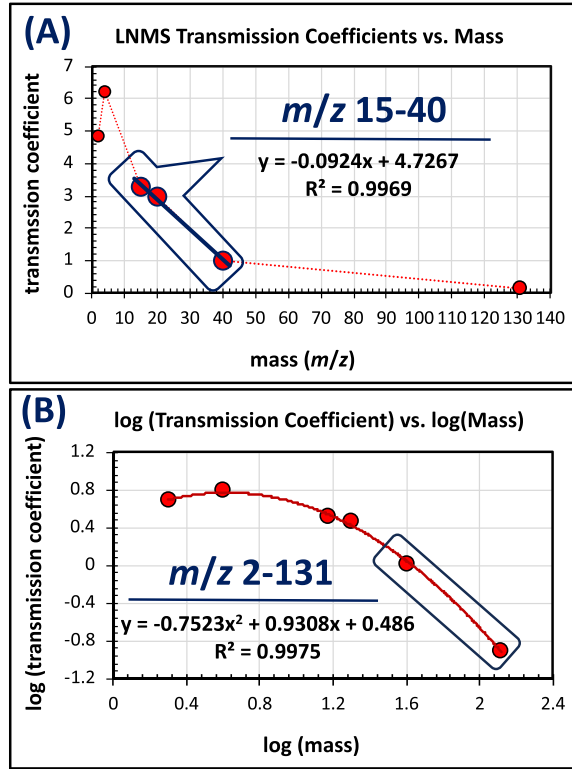 (A)
LNMS Transmission Coefficients vs. Mass
transmssion coefficient
7
6
5
4
3
2
1
0
m/z 15-40
y = -0.0924x + 4.7267
R² = 0.9969
0 10 20 30 40 50 60 70 80 90 100 110 120 130 140
mass (m/z)
(B)
log (Transmission Coefficient) vs. log(Mass)
log (transmission coefficient)
1.2
0.8
0.4
0
-0.4
-0.8
-1.2
m/z 2-131
y = -0.7523x² + 0.9308x + 0.486
R² = 0.9975
0 0.4 0.8 1.2 1.6 2 2.4
log (mass)